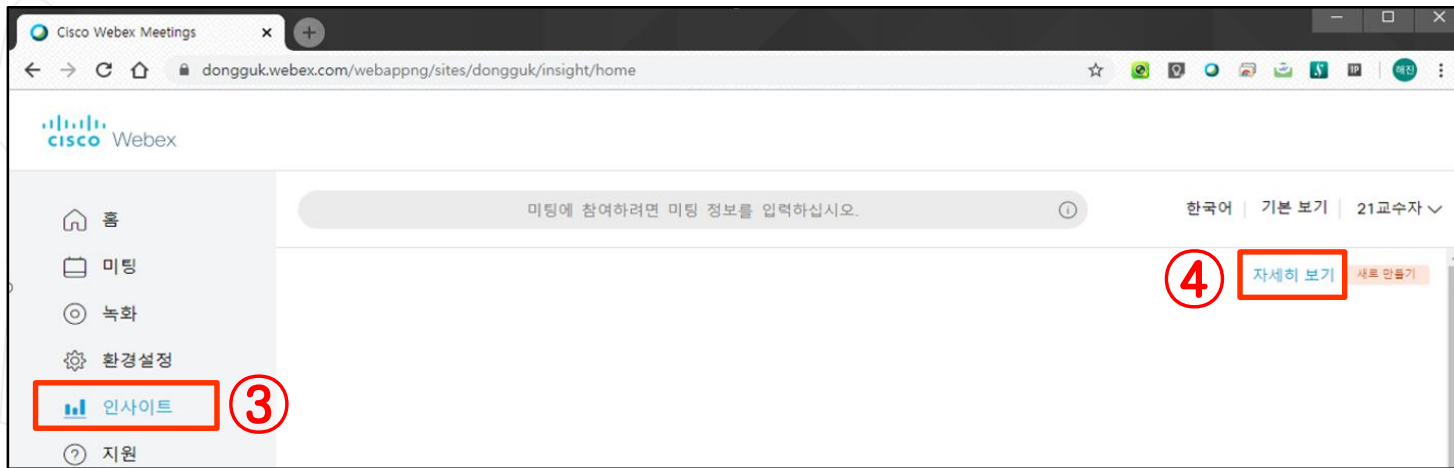 Cisco Webex Meetings
dongguk.webex.com/webappng/sites/dongguk/insight/home
해진
CISCO Webex
홈
미팅에 참여하려면 미팅 정보를 입력하십시오.
한국어 기본 보기 21교수자
미팅
④ 자세히 보기 새로 만들기
녹화
환경설정
인사이트 ③
지원